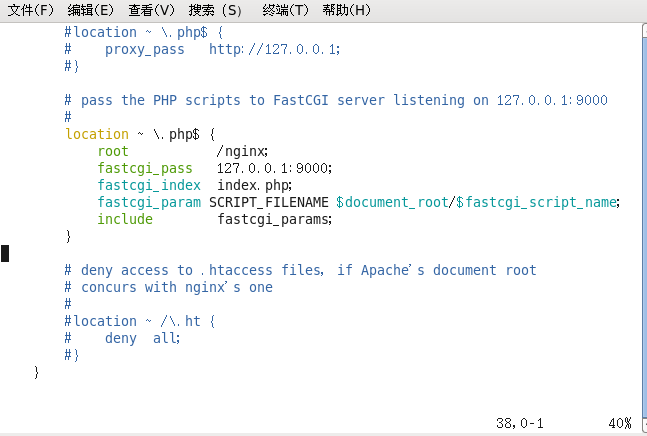 文件(F) 编辑(E) 查看(V) 搜索 (S) 终端(T) 帮助(H)
#location ~ \.php$ {
#    proxy_pass   http://127.0.0.1;
#}
# pass the PHP scripts to FastCGI server listening on 127.0.0.1:9000
#
location ~ \.php$ {
root           /nginx;
fastcgi_pass   127.0.0.1:9000;
fastcgi_index  index.php;
fastcgi_param SCRIPT_FILENAME $document_root/$fastcgi_script_name;
include        fastcgi_params;
}
# deny access to .htaccess files, if Apache's document root
# concurs with nginx's one
#
#location ~ /\.ht {
#    deny  all;
#}
}
38,0-1 40%